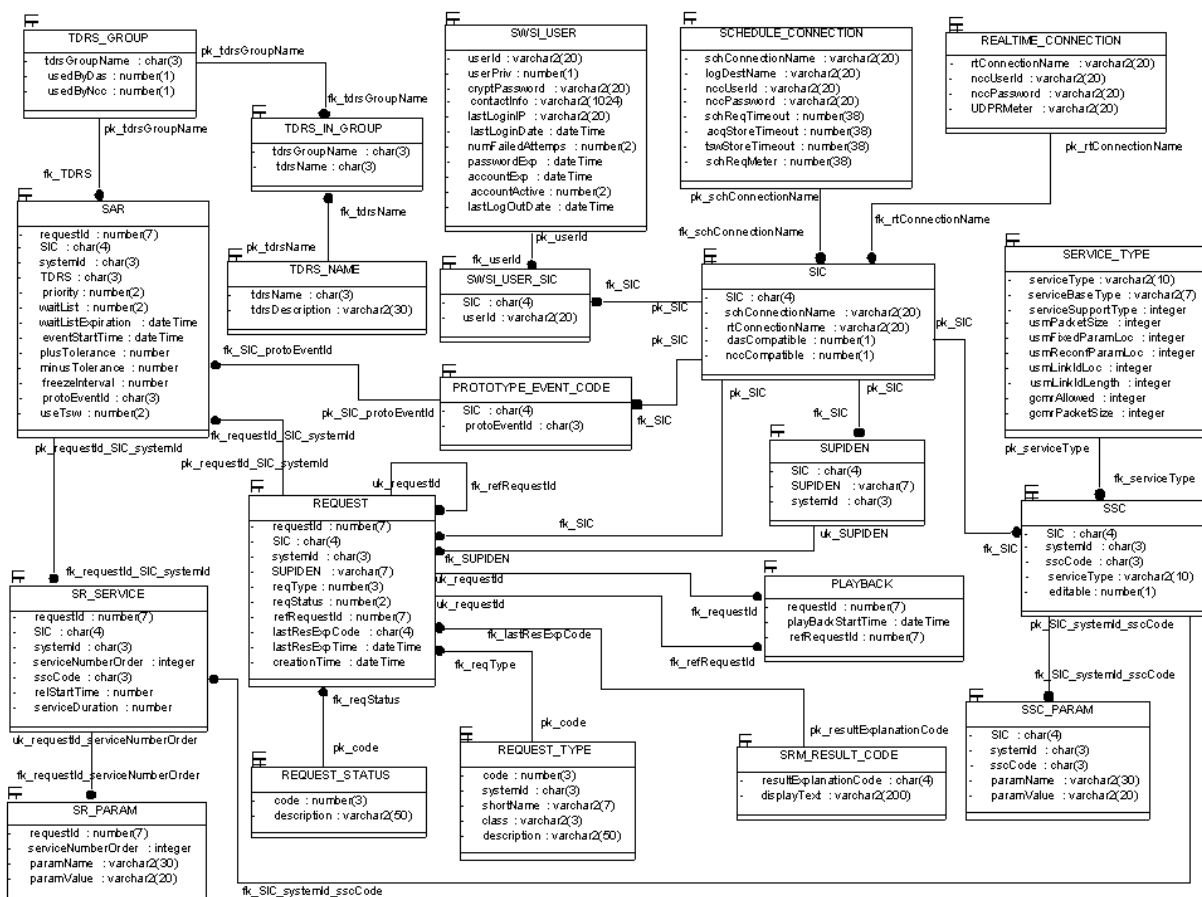 TDRS_GROUP
- tdrsGroupName : char(3)
- usedByDas : number(1)
- usedByNcc : number(1)
pk_tdrsGroupName
fk_tdrsGroupName
pk_tdrsGroupName
fk_TDRS
TDRS_IN_GROUP
- tdrsGroupName : char(3)
- tdrsName : char(3)
fk_tdrsName
pk_tdrsName
TDRS_NAME
- tdrsName : char(3)
- tdrsDescription : varchar2(30)
SWSI_USER
- userId : varchar2(20)
- userPriv : number(1)
- cryptPassword : varchar2(20)
- contactInfo : varchar2(1024)
- lastLoginIP : varchar2(20)
- lastLoginDate : dateTime
- numFailedAttemps : number(2)
- passwordExp : dateTime
- accountExp : dateTime
- accountActive : number(2)
- lastLogOutDate : dateTime
pk_userId
fk_userId
SWSI_USER_SIC
- SIC : char(4)
- userId : varchar2(20)
fk_SIC
pk_SIC
SCHEDULE_CONNECTION
- schConnectionName : varchar2(20)
- logDestName : varchar2(20)
- nccUserId : varchar2(20)
- nccPassword : varchar2(20)
- schReqTimeout : number(38)
- acqStoreTimeout : number(38)
- tswStoreTimeout : number(38)
- schReqMeter : number(38)
pk_schConnectionName
fk_schConnectionName
REALTIME_CONNECTION
- rtConnectionName : varchar2(20)
- nccUserId : varchar2(20)
- nccPassword : varchar2(20)
- UDPRMeter : varchar2(20)
pk_rtConnectionName
fk_rtConnectionName
SIC
- SIC : char(4)
- schConnectionName : varchar2(20)
- rtConnectionName : varchar2(20)
- dasCompatible : number(1)
- nccCompatible : number(1)
pk_SIC
pk_SIC
pk_SIC
pk_SIC
SERVICE_TYPE
- serviceType : varchar2(10)
- serviceBaseType : varchar2(7)
- serviceSupportType : integer
- usmPacketSize : integer
- usmFixedParamLoc : integer
- usmReconfParamLoc : integer
- usmLinkIdLoc : integer
- usmLinkIdLength : integer
- gcmrAllowed : integer
- gcmrPacketSize : integer
pk_serviceType
fk_serviceType
SAR
- requestId : number(7)
- SIC : char(4)
- systemId : char(3)
- TDRS : char(3)
- priority : number(2)
- waitList : number(2)
- waitListExpiration : dateTime
- eventStartTime : dateTime
- plusTolerance : number
- minusTolerance : number
- freezeInterval : number
- protoEventId : char(3)
- useTsw : number(2)
fk_SIC_protoEventId
pk_SIC_protoEventId
fk_requestId_SIC_systemId
pk_requestId_SIC_systemId
pk_requestId_SIC_systemId
PROTOTYPE_EVENT_CODE
- SIC : char(4)
- protoEventId : char(3)
fk_SIC
fk_SIC
SUPIDEN
- SIC : char(4)
- SUPIDEN : varchar(7)
- systemId : char(3)
uk_SUPIDEN
SSC
- SIC : char(4)
- systemId : char(3)
- sscCode : char(3)
- serviceType : varchar2(10)
- editable : number(1)
fk_SIC
pk_SIC_systemId_sscCode
fk_SIC_systemId_sscCode
uk_requestId
fk_refRequestId
REQUEST
- requestId : number(7)
- SIC : char(4)
- systemId : char(3)
- SUPIDEN : varchar(7)
- reqType : number(3)
- reqStatus : number(2)
- refRequestId : number(7)
- lastResExpCode : char(4)
- lastResExpTime : dateTime
- creationTime : dateTime
fk_SIC
fk_SUPIDEN
uk_requestId
uk_requestId
fk_requestId
fk_refRequestId
fk_lastResExpCode
fk_reqType
fk_reqStatus
PLAYBACK
- requestId : number(7)
- playBackStartTime : dateTime
- refRequestId : number(7)
fk_requestId_SIC_systemId
SR_SERVICE
- requestId : number(7)
- SIC : char(4)
- systemId : char(3)
- serviceNumberOrder : integer
- sscCode : char(3)
- relStartTime : number
- serviceDuration : number
uk_requestId_serviceNumberOrder
fk_requestId_serviceNumberOrder
SR_PARAM
- requestId : number(7)
- serviceNumberOrder : integer
- paramName : varchar2(30)
- paramValue : varchar2(20)
pk_code
REQUEST_STATUS
- code : number(3)
- description : varchar2(50)
pk_code
REQUEST_TYPE
- code : number(3)
- systemId : char(3)
- shortName : varchar2(7)
- class : varchar2(3)
- description : varchar2(50)
pk_resultExplanationCode
SRM_RESULT_CODE
- resultExplanationCode : char(4)
- displayText : varchar2(200)
SSC_PARAM
- SIC : char(4)
- systemId : char(3)
- sscCode : char(3)
- paramName : varchar2(30)
- paramValue : varchar2(20)
fk_SIC_systemId_sscCode